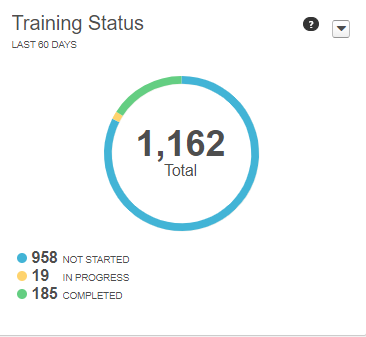 Training Status
?
LAST 60 DAYS
1,162
Total
958 NOT STARTED
19 IN PROGRESS
185 COMPLETED